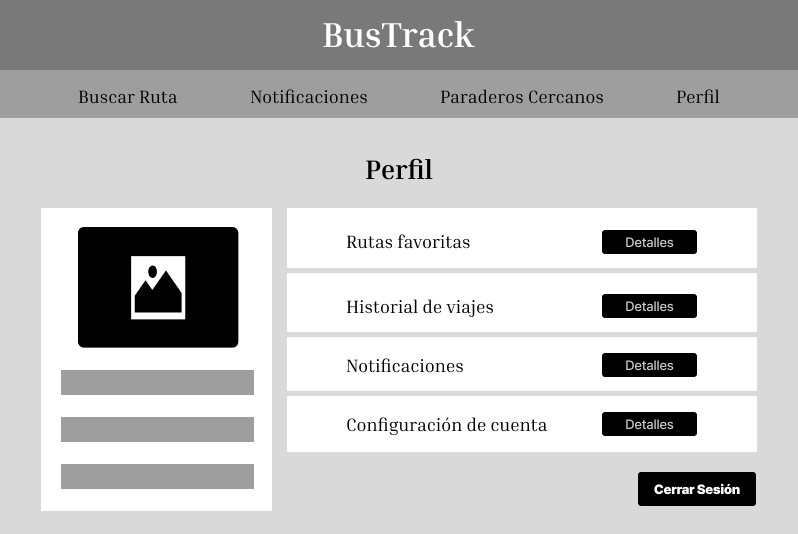 BusTrack
Buscar Ruta Notificaciones Paraderos Cercanos Perfil
Perfil
Rutas favoritas Detalles
Historial de viajes Detalles
Notificaciones Detalles
Configuración de cuenta Detalles
Cerrar Sesión